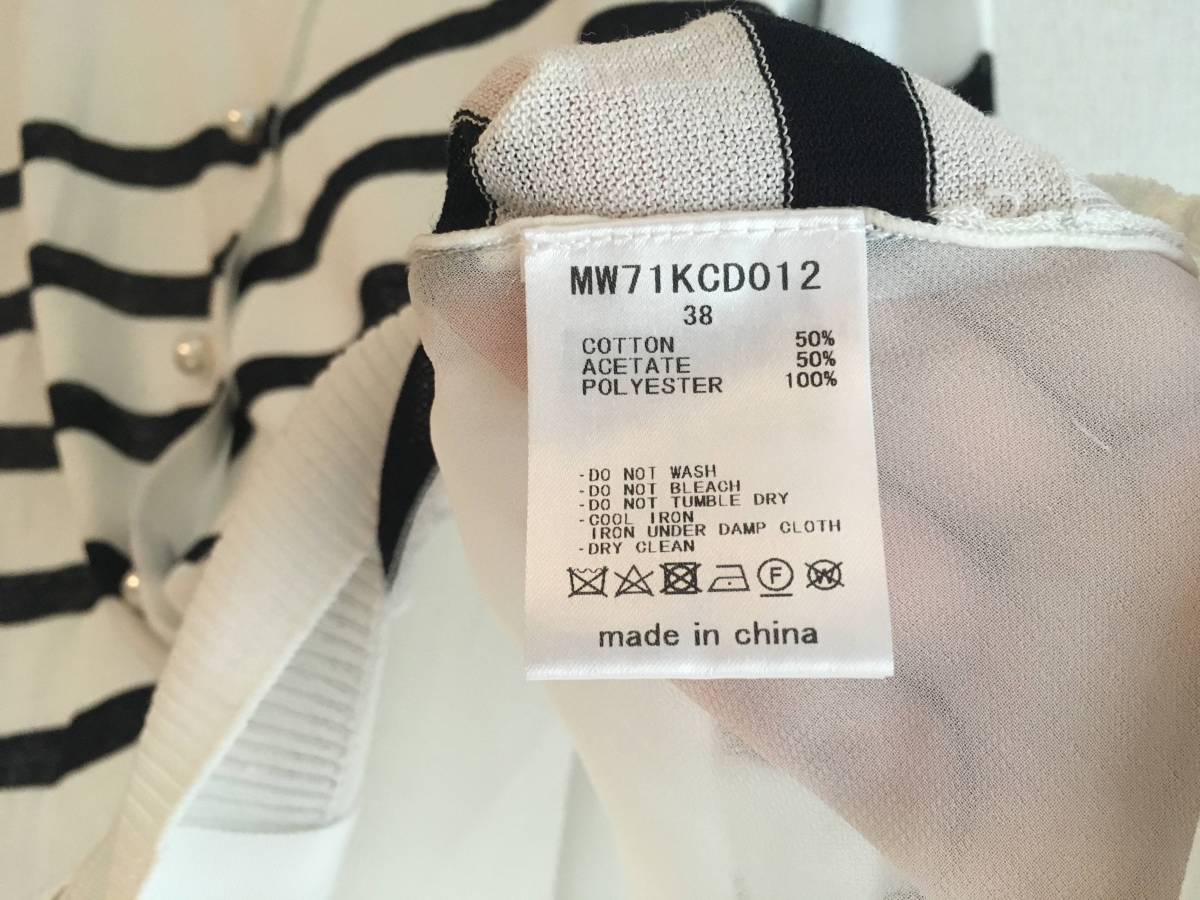 MW71KCD012
38
COTTON 50%
ACETATE 50%
POLYESTER 100%
-DO NOT WASH
-DO NOT BLEACH
-DO NOT TUMBLE DRY
-COOL IRON
IRON UNDER DAMP CLOTH
-DRY CLEAN
F W
made in china